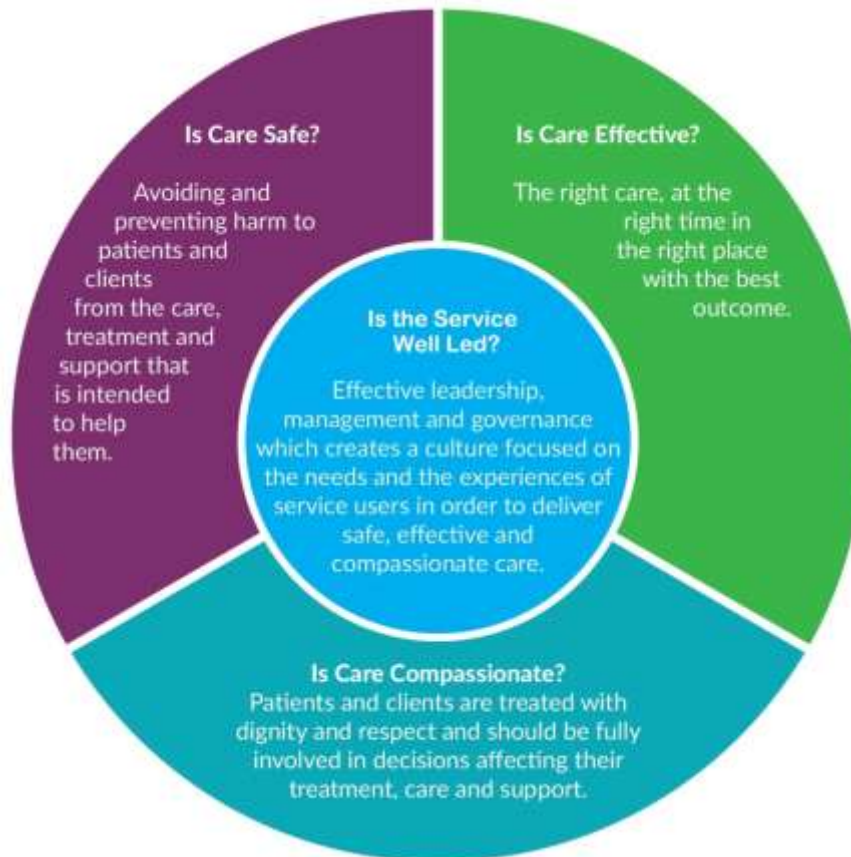 Is Care Safe?
Avoiding and
preventing harm to
patients and
clients
from the care,
treatment and
support that
is intended
to help
them.
Is Care Effective?
The right care, at the
right time in
the right place
with the best
outcome.
Is the Service
Well Led?
Effective leadership,
management and governance
which creates a culture focused on
the needs and the experiences of
service users in order to deliver
safe, effective and
compassionate care.
Is Care Compassionate?
Patients and clients are treated with
dignity and respect and should be fully
involved in decisions affecting their
treatment, care and support.